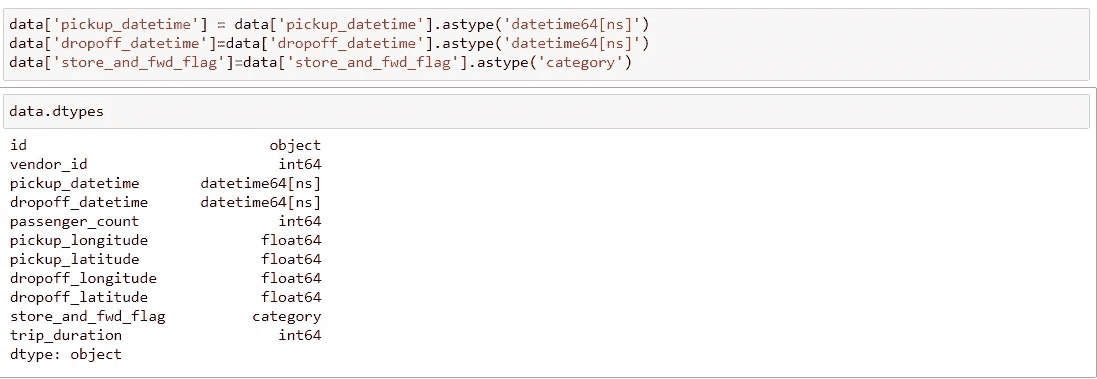 data['pickup_datetime'] = data['pickup_datetime'].astype('datetime64[ns]')
data['dropoff_datetime']=data['dropoff_datetime'].astype('datetime64[ns]')
data['store_and_fwd_flag']=data['store_and_fwd_flag'].astype('category')
data.dtypes
id object
vendor_id int64
pickup_datetime datetime64[ns]
dropoff_datetime datetime64[ns]
passenger_count int64
pickup_longitude float64
pickup_latitude float64
dropoff_longitude float64
dropoff_latitude float64
store_and_fwd_flag category
trip_duration int64
dtype: object